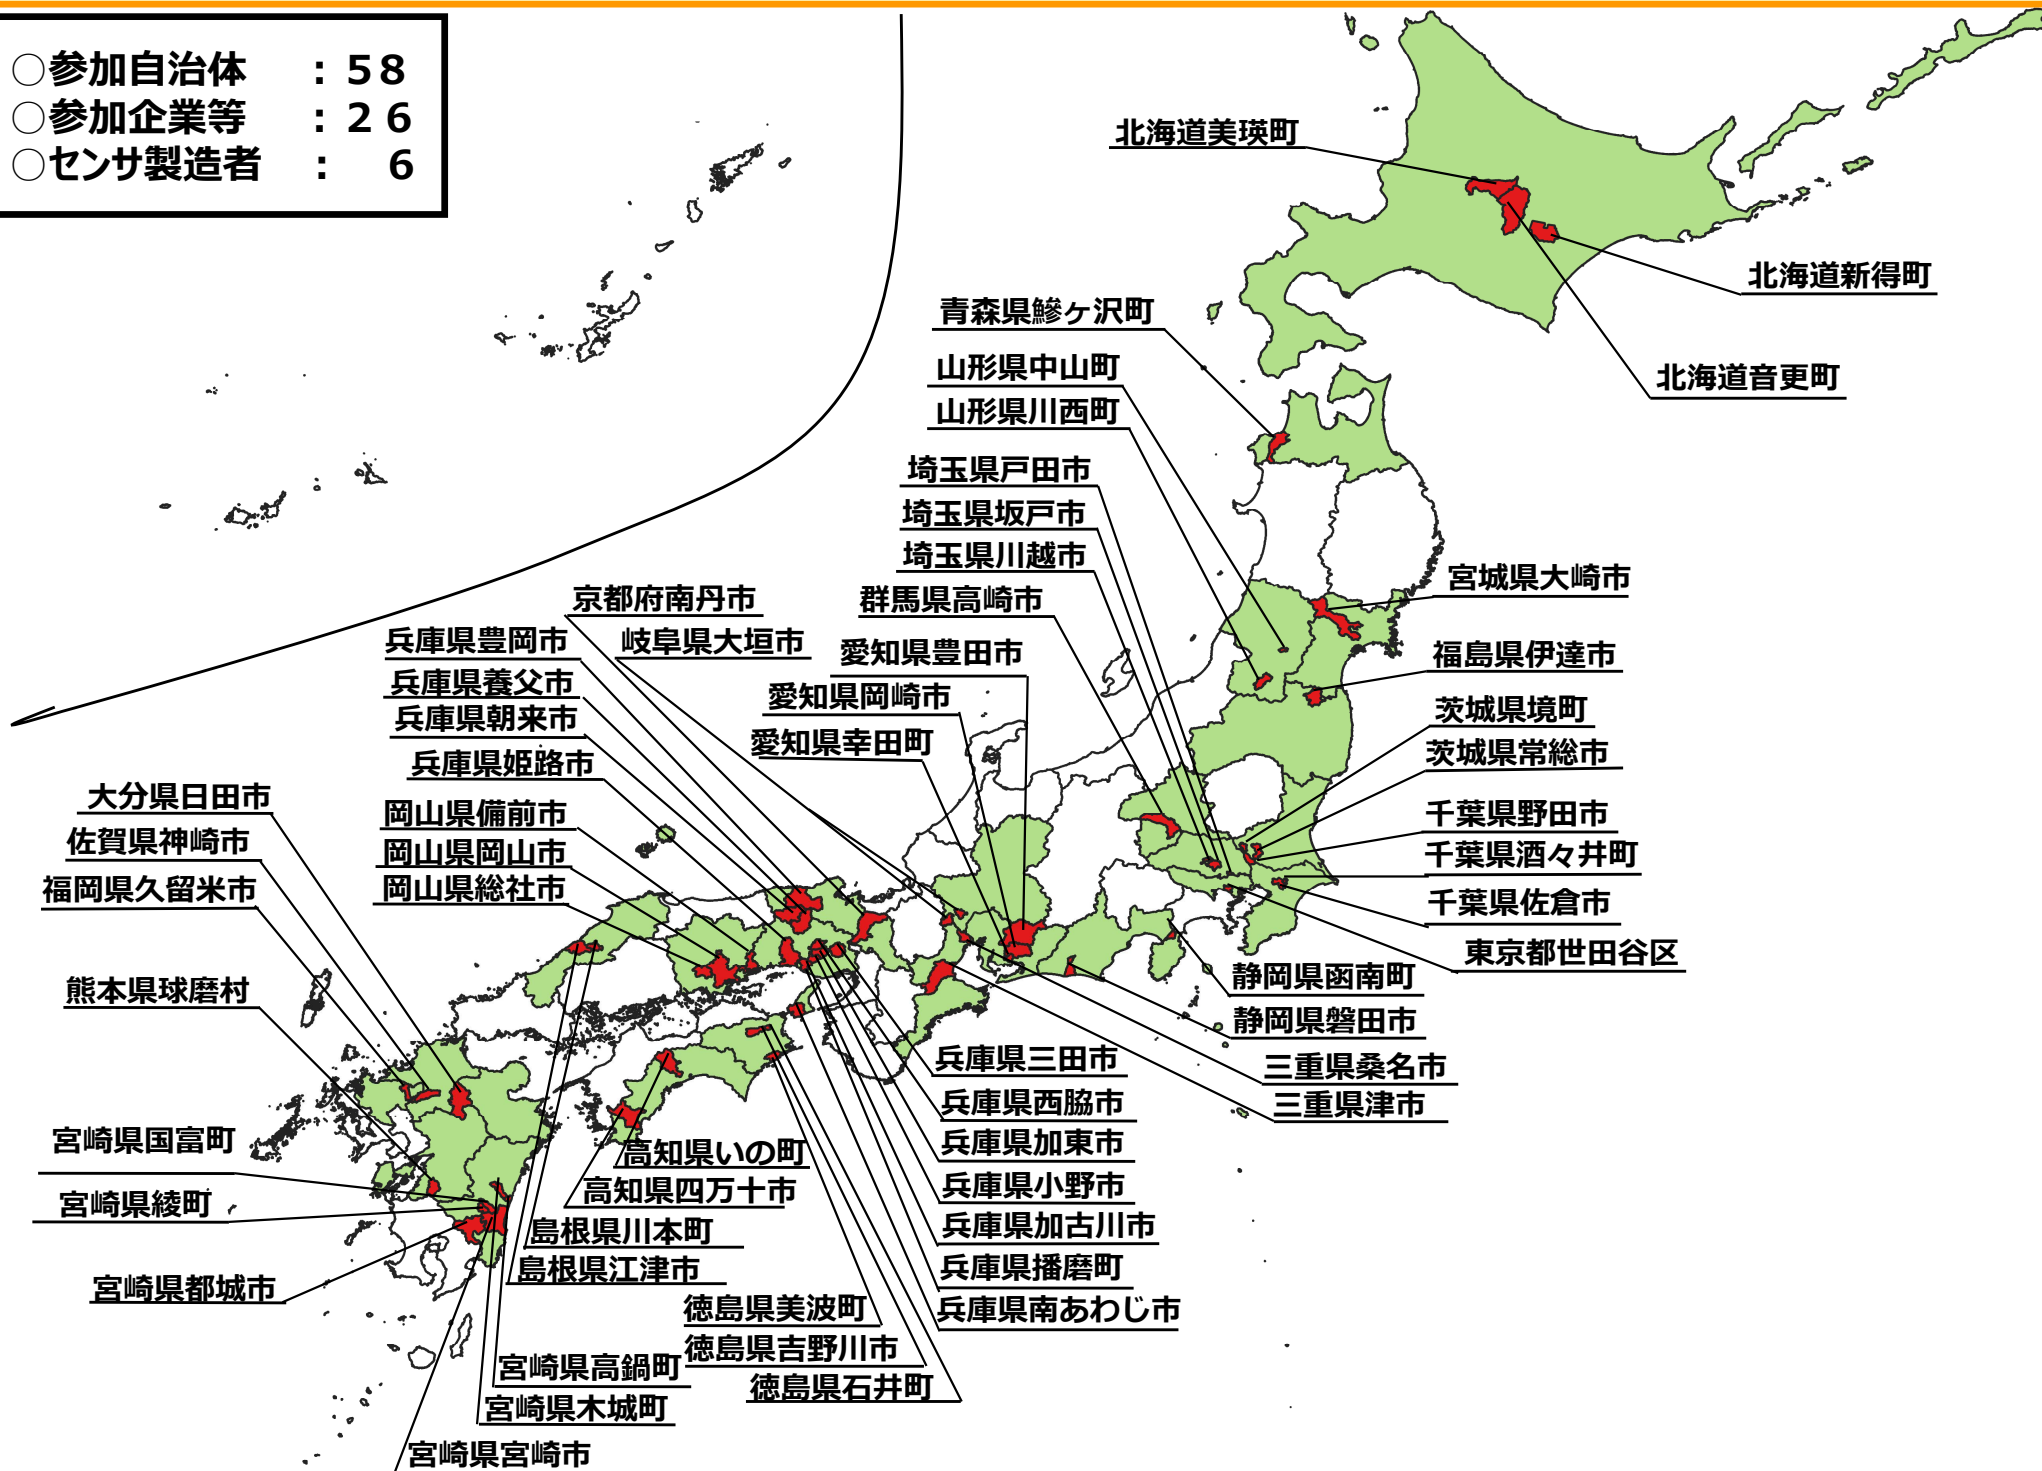 ○参加自治体 : 58
○参加企業等 : 26
○センサ製造者 : 6
北海道美瑛町
北海道新得町
北海道音更町
青森県鰺ヶ沢町
山形県中山町
山形県川西町
埼玉県戸田市
埼玉県坂戸市
埼玉県川越市
群馬県高崎市
宮城県大崎市
福島県伊達市
茨城県境町
茨城県常総市
千葉県野田市
千葉県酒々井町
千葉県佐倉市
東京都世田谷区
静岡県函南町
静岡県磐田市
三重県桑名市
三重県津市
京都府南丹市
岐阜県大垣市
愛知県豊田市
愛知県岡崎市
愛知県幸田町
兵庫県豊岡市
兵庫県養父市
兵庫県朝来市
兵庫県姫路市
岡山県備前市
岡山県岡山市
岡山県総社市
大分県日田市
佐賀県神崎市
福岡県久留米市
熊本県球磨村
宮崎県国富町
宮崎県綾町
宮崎県都城市
兵庫県三田市
兵庫県西脇市
兵庫県加東市
兵庫県小野市
兵庫県加古川市
兵庫県播磨町
兵庫県南あわじ市
高知県いの町
高知県四万十市
島根県川本町
島根県江津市
徳島県美波町
徳島県吉野川市
徳島県石井町
宮崎県高鍋町
宮崎県木城町
宮崎県宮崎市